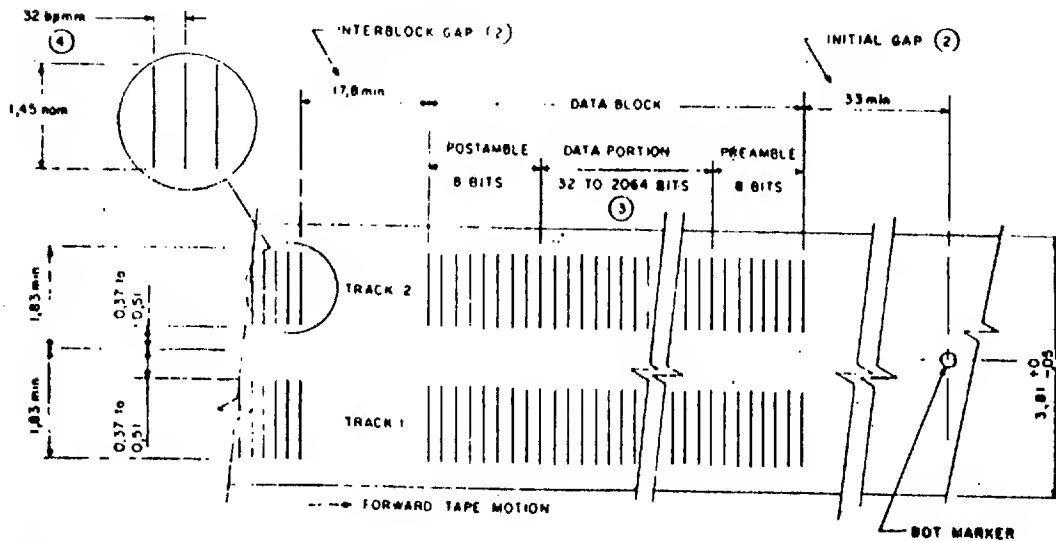 32 bpmm
④
INTERBLOCK GAP (2)
INITIAL GAP ②
1,45 nom
17,8 min
DATA BLOCK
33 min
POSTAMBLE
DATA PORTION
PREAMBLE
8 BITS
32 TO 2064 BITS
8 BITS
③
1,83 min
0,37 to
0,51
TRACK 2
3,81 +0 -.05
1,83 min
0,37 to
0,51
TRACK 1
FORWARD TAPE MOTION
BOT MARKER